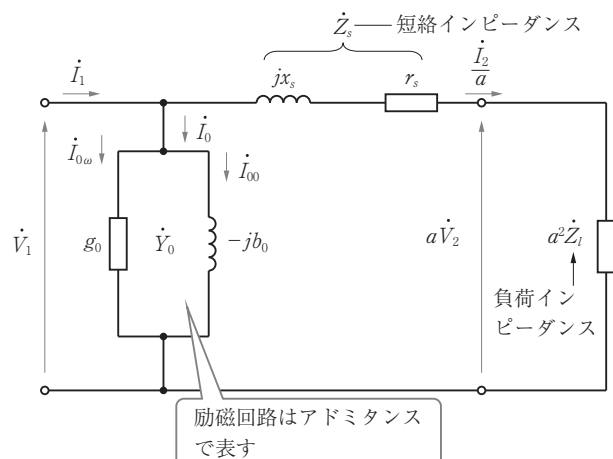 Ż_s ── 短絡インピーダンス
İ_1
jx_s
r_s
İ_2/a
İ_0
İ_{0ω}
İ_{00}
V̇_1
g_0
Ẏ_0
−jb_0
aV̇_2
a²Ż_l
負荷イン
ピーダンス
励磁回路はアドミタンス
で表す